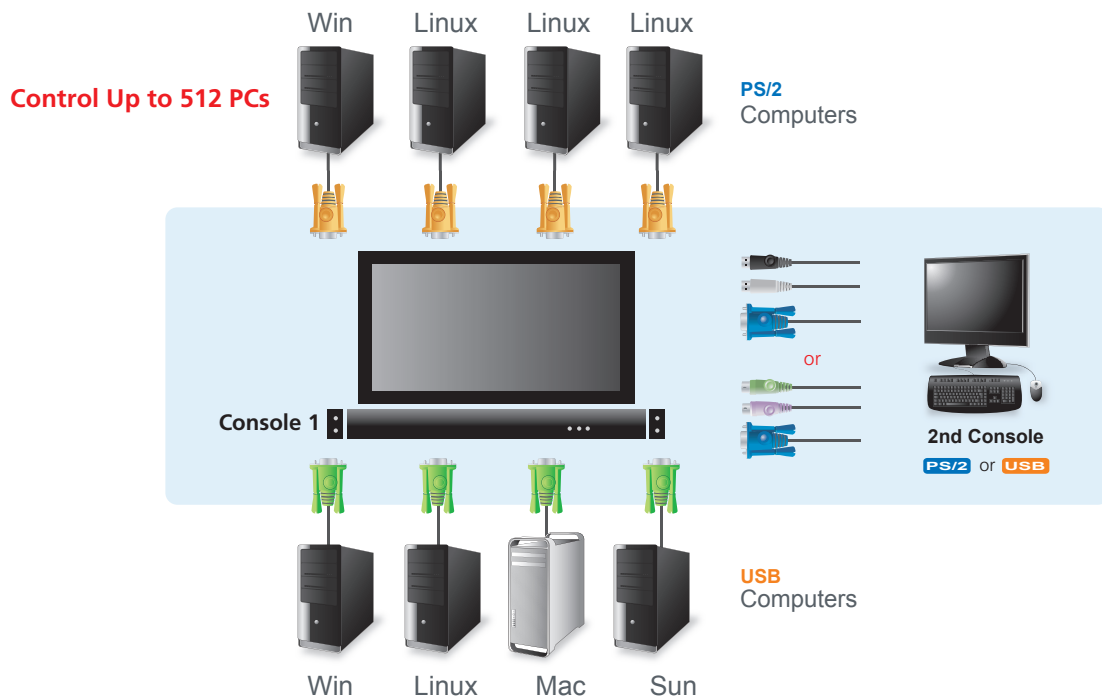 Win Linux Linux Linux
Control Up to 512 PCs
PS/2
Computers
or
Console 1
2nd Console
PS/2 or USB
USB
Computers
Win Linux Mac Sun